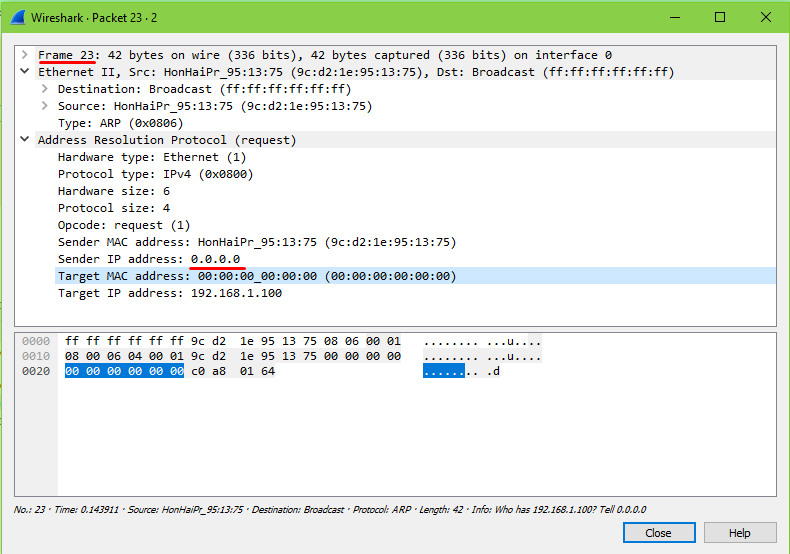 Wireshark · Packet 23 · 2
Frame 23: 42 bytes on wire (336 bits), 42 bytes captured (336 bits) on interface 0
Ethernet II, Src: HonHaiPr_95:13:75 (9c:d2:1e:95:13:75), Dst: Broadcast (ff:ff:ff:ff:ff:ff)
Destination: Broadcast (ff:ff:ff:ff:ff:ff)
Source: HonHaiPr_95:13:75 (9c:d2:1e:95:13:75)
Type: ARP (0x0806)
Address Resolution Protocol (request)
Hardware type: Ethernet (1)
Protocol type: IPv4 (0x0800)
Hardware size: 6
Protocol size: 4
Opcode: request (1)
Sender MAC address: HonHaiPr_95:13:75 (9c:d2:1e:95:13:75)
Sender IP address: 0.0.0.0
Target MAC address: 00:00:00_00:00:00 (00:00:00:00:00:00)
Target IP address: 192.168.1.100
0000 ff ff ff ff ff ff 9c d2 1e 95 13 75 08 06 00 01 ........ ...u....
0010 08 00 06 04 00 01 9c d2 1e 95 13 75 00 00 00 00 ........ ...u....
0020 00 00 00 00 00 00 c0 a8 01 64 ........ .d
No.: 23 · Time: 0.143911 · Source: HonHaiPr_95:13:75 · Destination: Broadcast · Protocol: ARP · Length: 42 · Info: Who has 192.168.1.100? Tell 0.0.0.0
Close Help